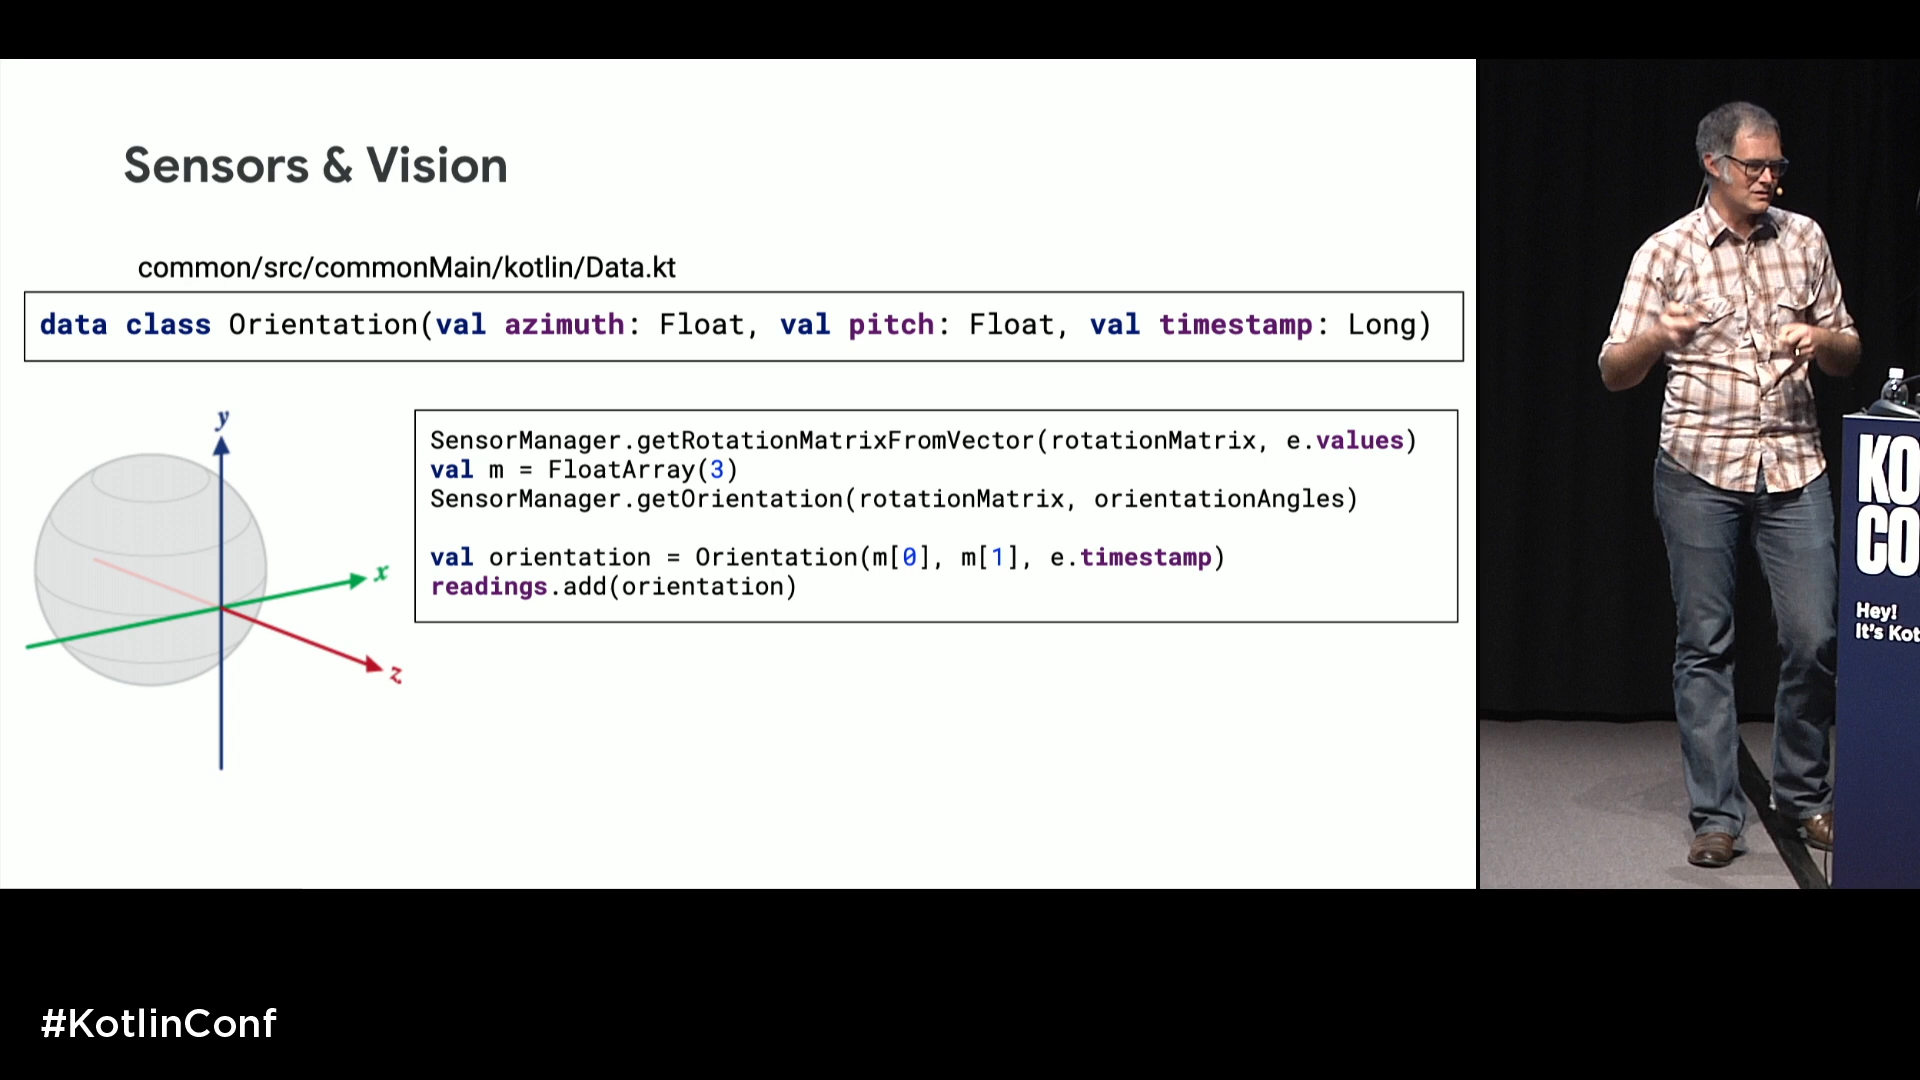 Sensors & Vision
common/src/commonMain/kotlin/Data.kt
data class Orientation(val azimuth: Float, val pitch: Float, val timestamp: Long)
y
x
z
SensorManager.getRotationMatrixFromVector(rotationMatrix, e.values)
val m = FloatArray(3)
SensorManager.getOrientation(rotationMatrix, orientationAngles)
val orientation = Orientation(m[0], m[1], e.timestamp)
readings.add(orientation)
KO
CO
Hey!
It's Kot
#KotlinConf